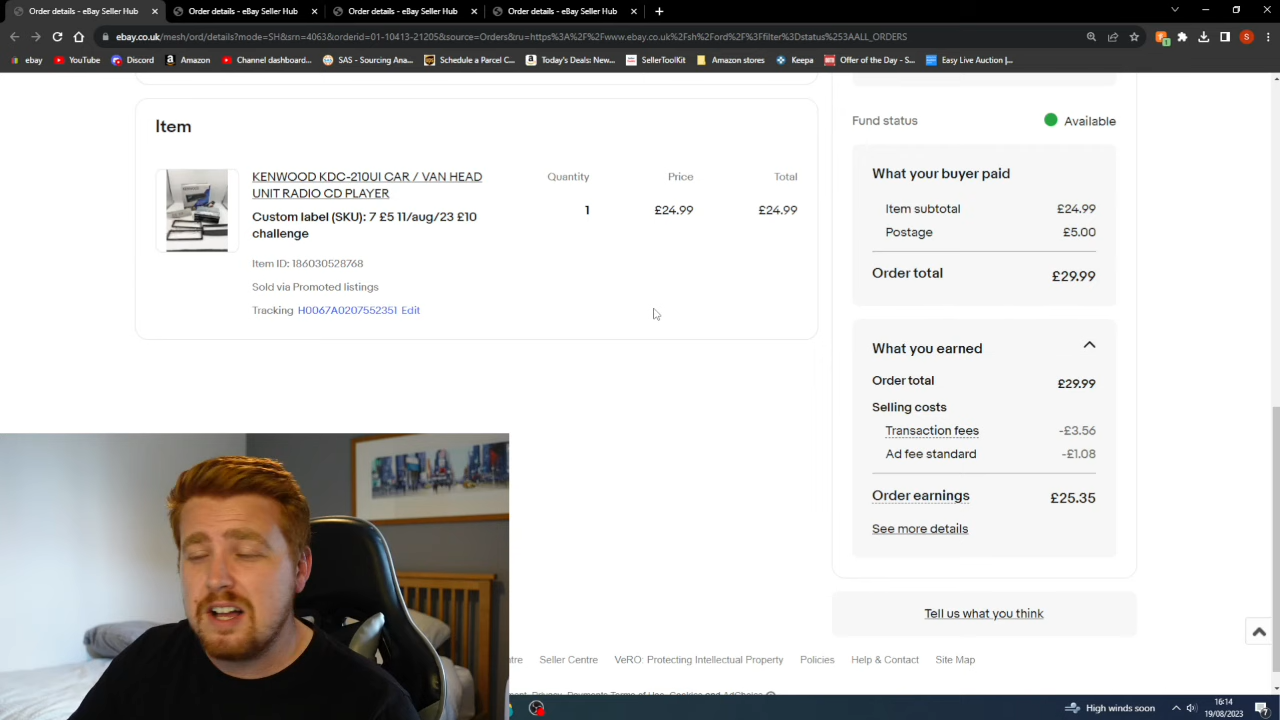 Order details - eBay Seller Hub
Order details - eBay Seller Hub
Order details - eBay Seller Hub
Order details - eBay Seller Hub
ebay.co.uk/mesh/ord/details?mode=SH&srn=4063&orderid=01-10413-21205&source=Orders&ru=https%3A%2F%2Fwww.ebay.co.uk%2Fsh%2Ford%2F%3Ffilter%3Dstatus%253AALL_ORDERS
ebay YouTube Discord Amazon Channel dashboard... SAS - Sourcing Ana... Schedule a Parcel C... Today's Deals: New... SellerToolKit Amazon stores Keepa Offer of the Day - S... Easy Live Auction |...
Item
Quantity Price Total
KENWOOD KDC-210UI CAR / VAN HEAD
UNIT RADIO CD PLAYER
1 £24.99 £24.99
Custom label (SKU): 7 £5 11/aug/23 £10
challenge
Item ID: 186030528768
Sold via Promoted listings
Tracking H0067A0207552351 Edit
Fund status Available
What your buyer paid
Item subtotal £24.99
Postage £5.00
Order total £29.99
What you earned
Order total £29.99
Selling costs
Transaction fees -£3.56
Ad fee standard -£1.08
Order earnings £25.35
See more details
Tell us what you think
Seller Centre VeRO: Protecting Intellectual Property Policies Help & Contact Site Map
High winds soon
16:14
19/08/2023